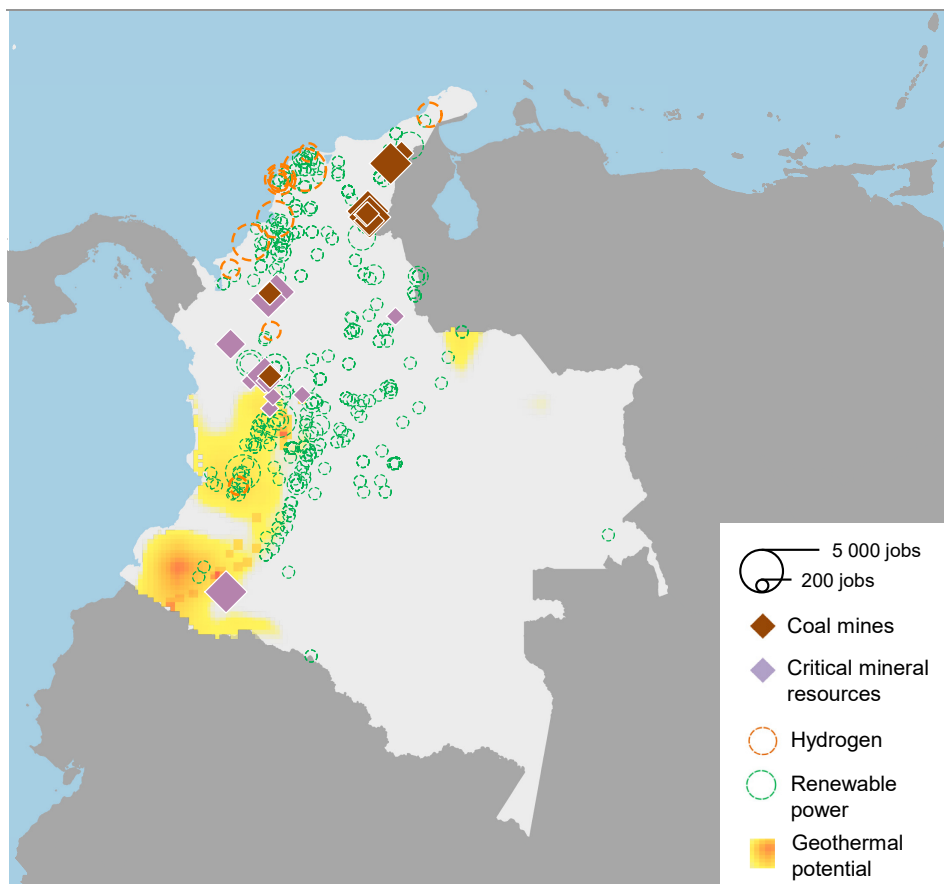 5 000 jobs
200 jobs
Coal mines
Critical mineral
resources
Hydrogen
Renewable
power
Geothermal
potential